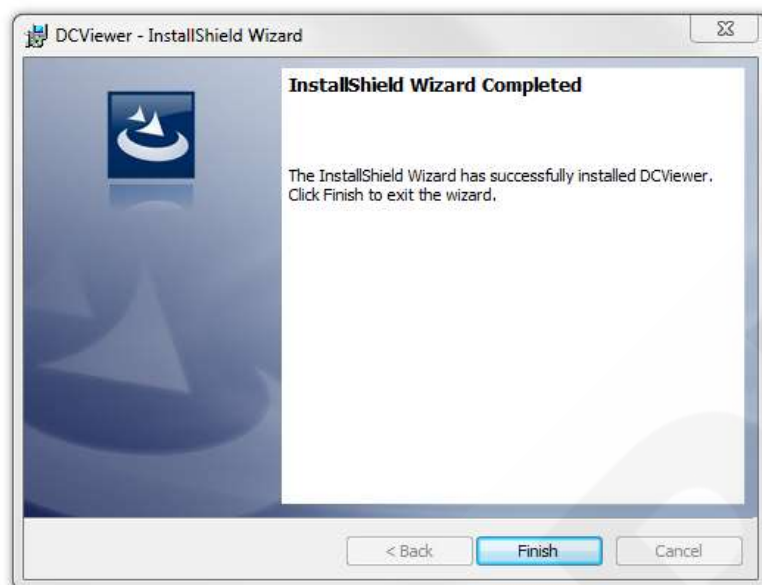 DCViewer - InstallShield Wizard
InstallShield Wizard Completed
The InstallShield Wizard has successfully installed DCViewer.
Click Finish to exit the wizard.
< Back
Finish
Cancel